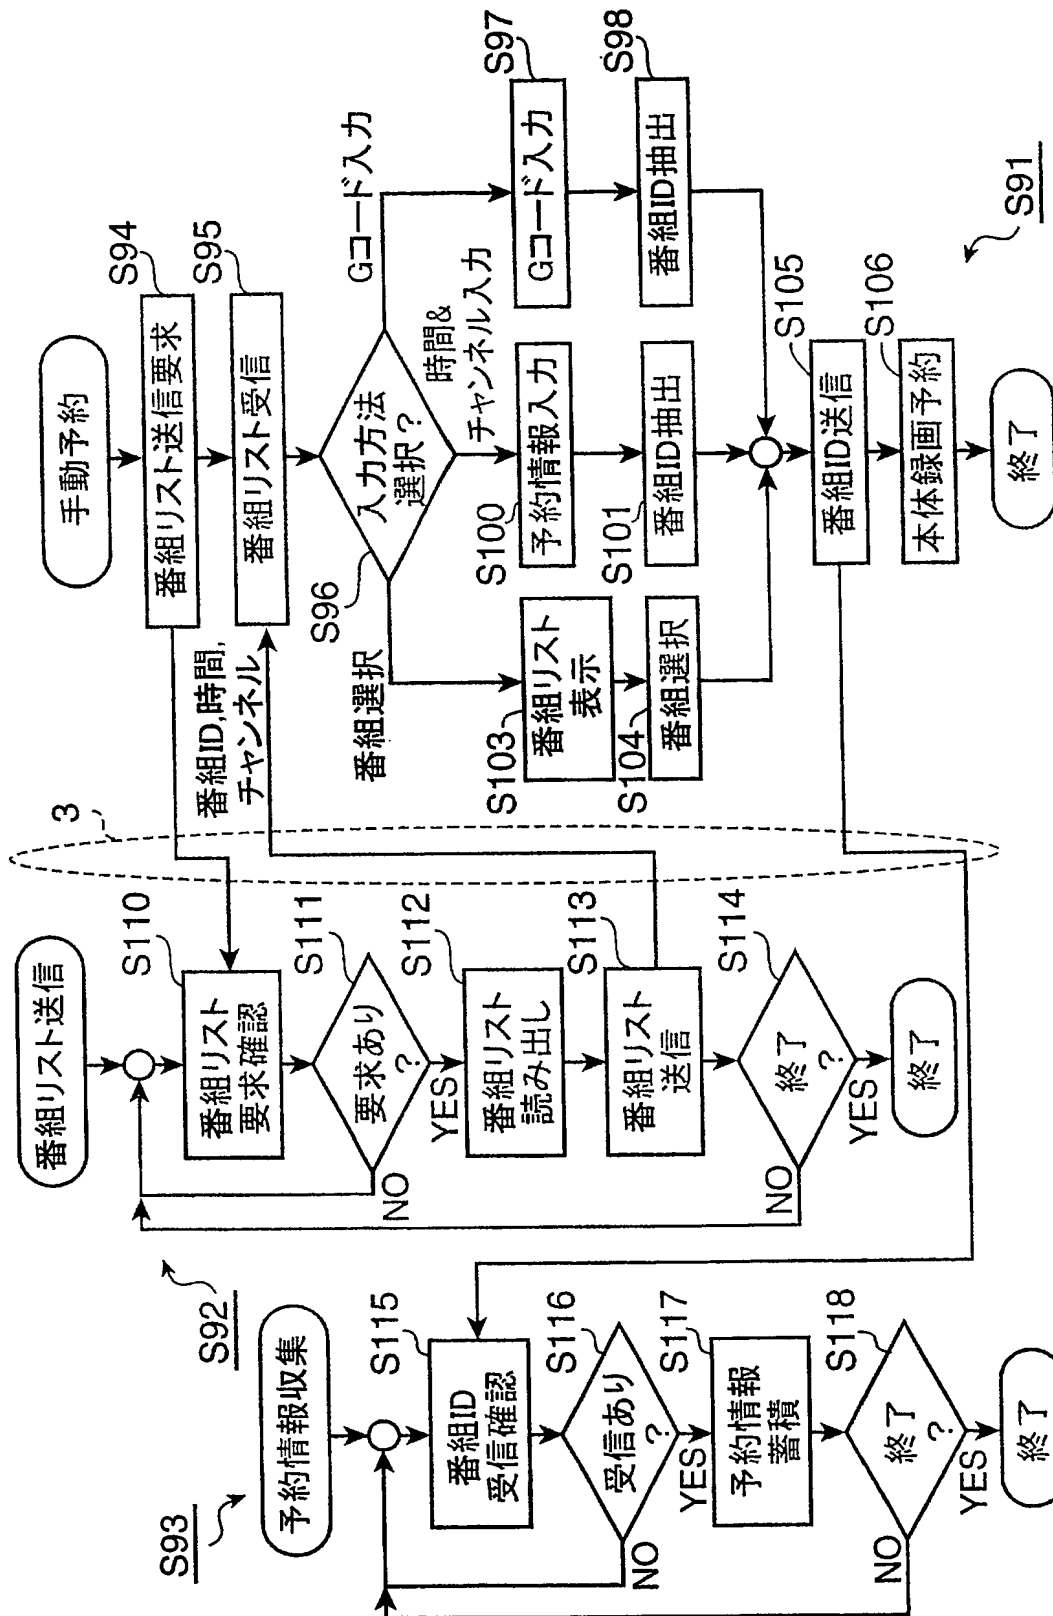 S93
予約情報収集
S115
番組ID
受信確認
S116
受信あり
?
NO
YES
S117
予約情報
蓄積
S118
終了
?
NO
YES
終了
S92
番組リスト送信
S110
番組リスト
要求確認
S111
要求あり
?
NO
YES
S112
番組リスト
読み出し
S113
番組リスト
送信
S114
終了
?
NO
YES
終了
3
番組ID,時間,
チャンネル
手動予約
S94
番組リスト送信要求
S95
番組リスト受信
S96
入力方法
選択?
番組選択
時間&
チャンネル入力
Gコード入力
S103
番組リスト
表示
S104
番組選択
S100
予約情報入力
S101
番組ID抽出
S97
Gコード入力
S98
番組ID抽出
S105
番組ID送信
S106
本体録画予約
終了
S91